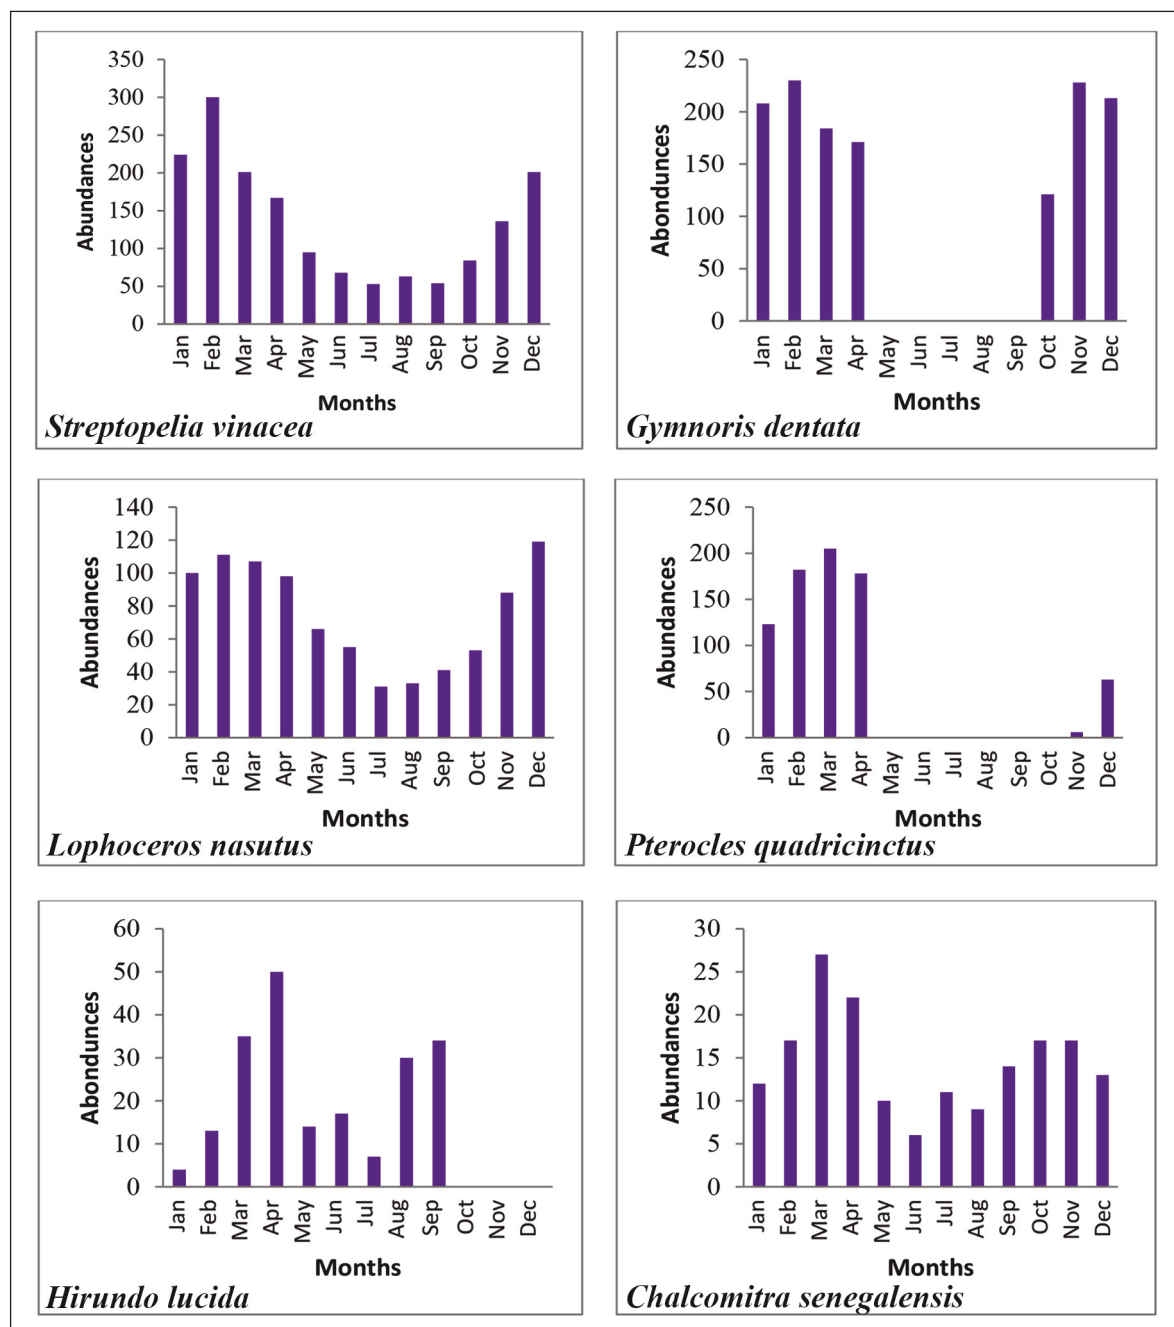 350
300
250
200
150
100
50
0
Abundances
Jan Feb Mar Apr May Jun Jul Aug Sep Oct Nov Dec
Months
Streptopelia vinacea
250
200
150
100
50
0
Abondunces
Jan Feb Mar Apr May Jun Jul Aug Sep Oct Nov Dec
Months
Gymnoris dentata
140
120
100
80
60
40
20
0
Abundances
Jan Feb Mar Apr May Jun Jul Aug Sep Oct Nov Dec
Months
Lophoceros nasutus
250
200
150
100
50
0
Abundances
Jan Feb Mar Apr May Jun Jul Aug Sep Oct Nov Dec
Months
Pterocles quadricinctus
60
50
40
30
20
10
0
Abondunces
Jan Feb Mar Apr May Jun Jul Aug Sep Oct Nov Dec
Months
Hirundo lucida
30
25
20
15
10
5
0
Abundances
Jan Feb Mar Apr May Jun Jul Aug Sep Oct Nov Dec
Months
Chalcomitra senegalensis